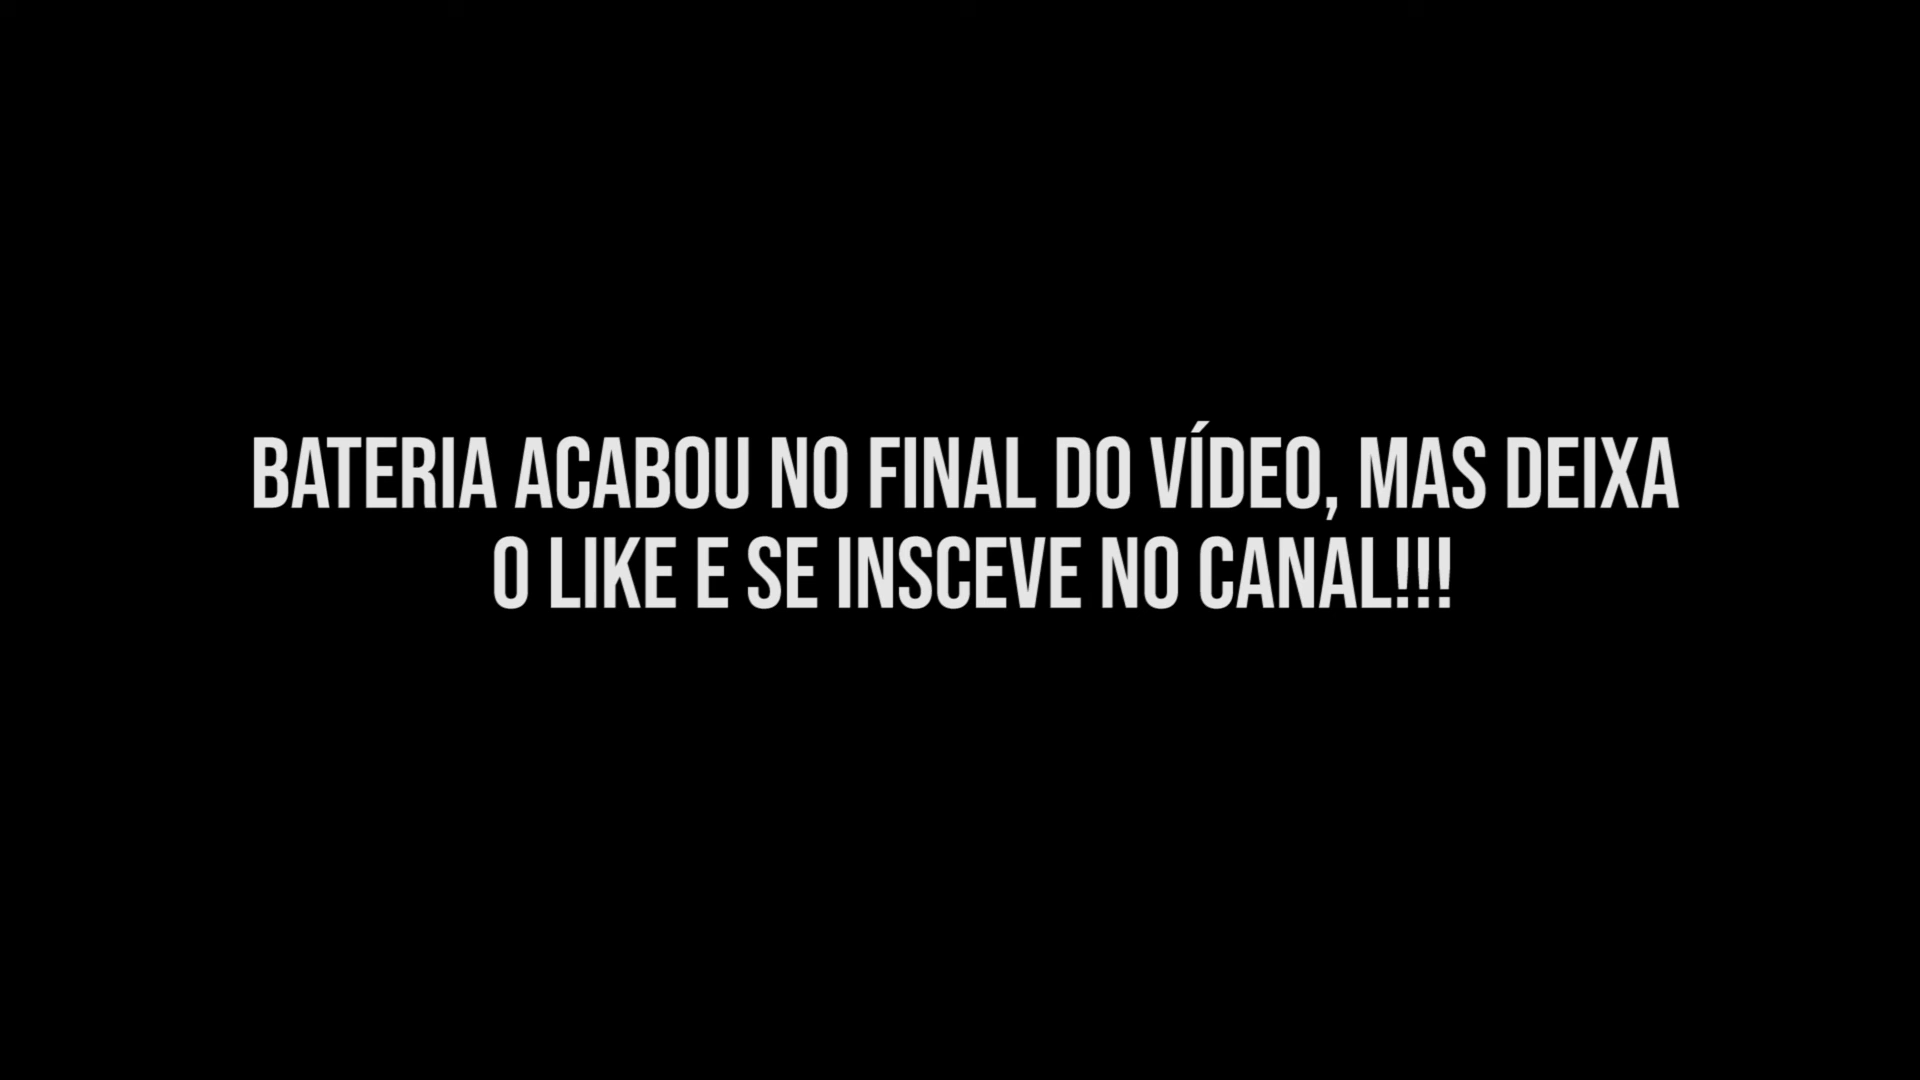 BATERIA ACABOU NO FINAL DO VÍDEO, MAS DEIXA
O LIKE E SE INSCEVE NO CANAL!!!